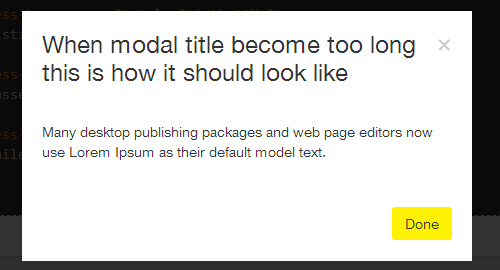 When modal title become too long
×
this is how it should look like
Many desktop publishing packages and web page editors now
use Lorem Ipsum as their default model text.
Done